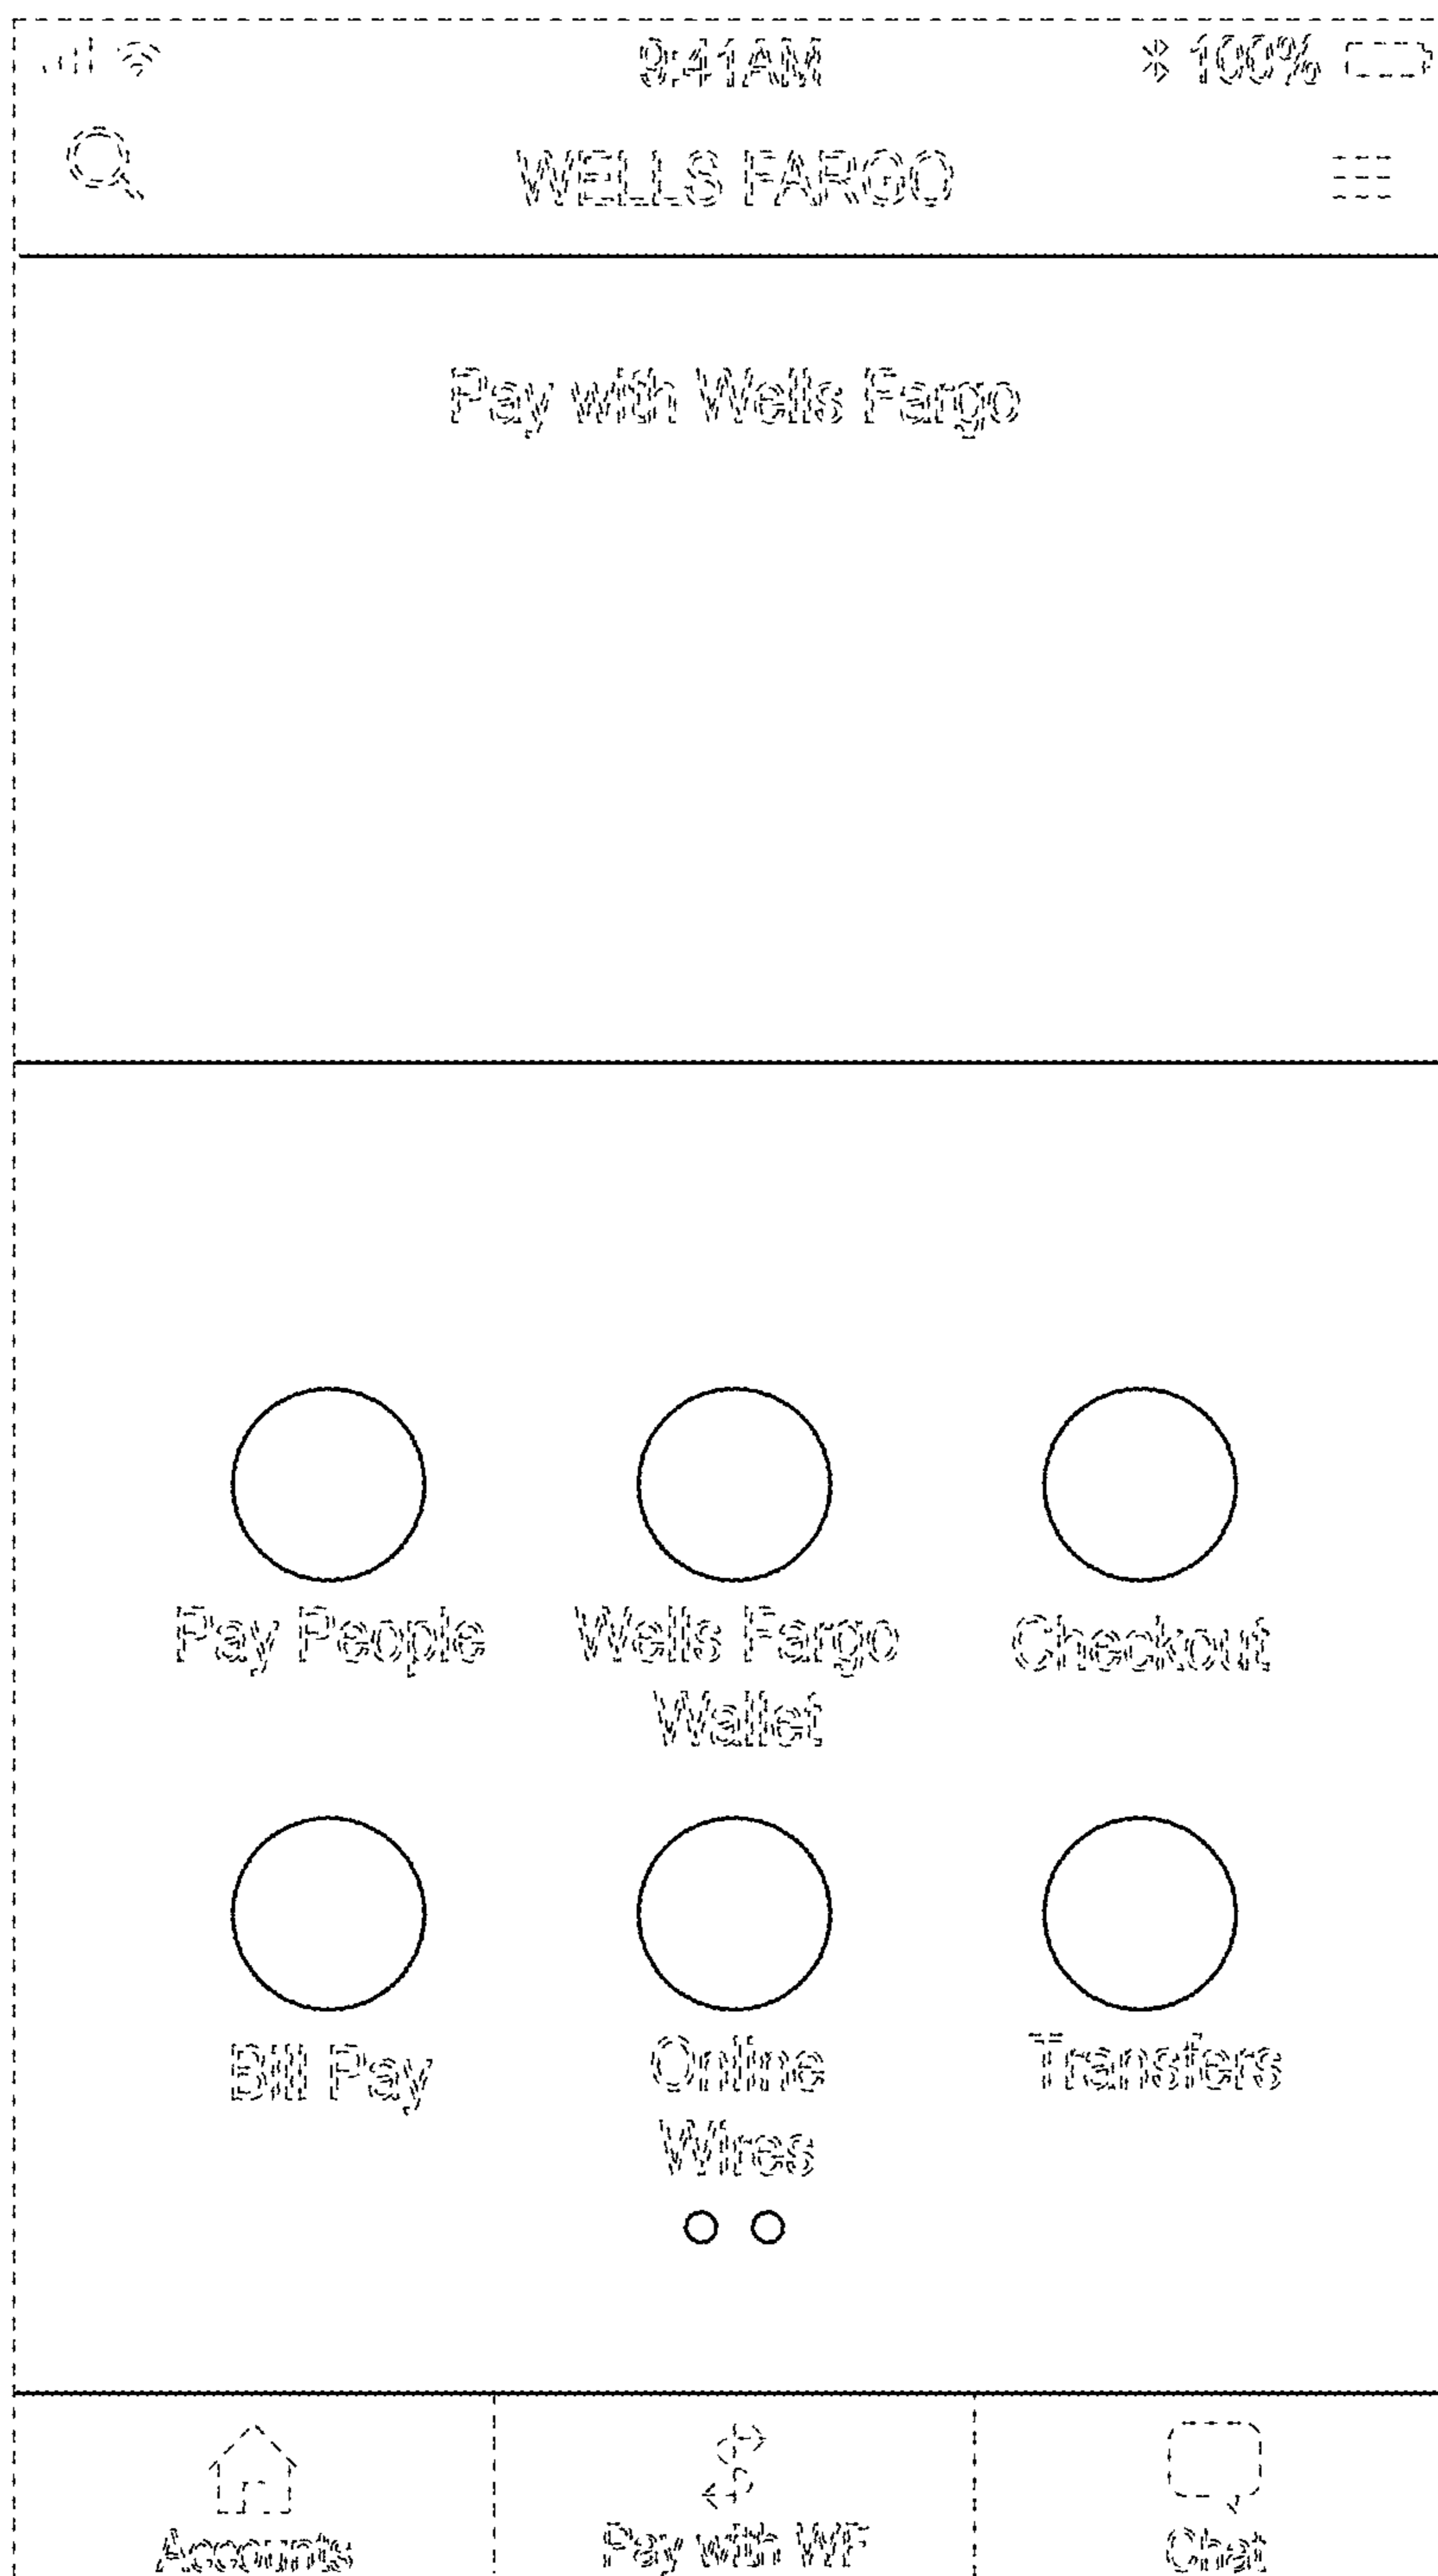 9:41AM 100%
WELLS FARGO
Pay with Wells Fargo
Pay People Wells Fargo Checkout
Wallet
Bill Pay Online Transfers
Wires
Accounts Pay with WF Chat